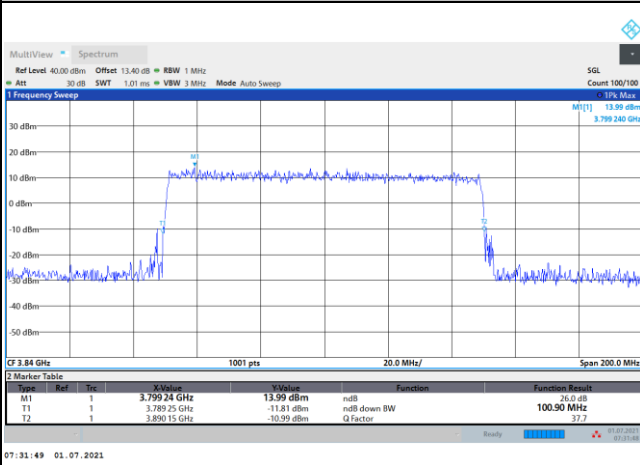 MultiView Spectrum
Ref Level 40.00 dBm Offset 13.40 dB RBW 1 MHz SGL
Att 30 dB SWT 1.01 ms VBW 3 MHz Mode Auto Sweep Count 100/100
1 Frequency Sweep 1Pk Max
M1[1] 13.99 dBm
3.799 240 GHz
30 dBm
20 dBm
M1
10 dBm
0 dBm
T1 T2
-10 dBm
-20 dBm
-30 dBm
-40 dBm
-50 dBm
CF 3.84 GHz 1001 pts 20.0 MHz/ Span 200.0 MHz
2 Marker Table
Type Ref Trc X-Value Y-Value Function Function Result
M1 1 3.799 24 GHz 13.99 dBm ndB 26.0 dB
T1 1 3.789 25 GHz -11.81 dBm ndB down BW 100.90 MHz
T2 1 3.890 15 GHz -10.99 dBm Q Factor 37.7
Ready 01.07.2021
07:31:48
07:31:49 01.07.2021